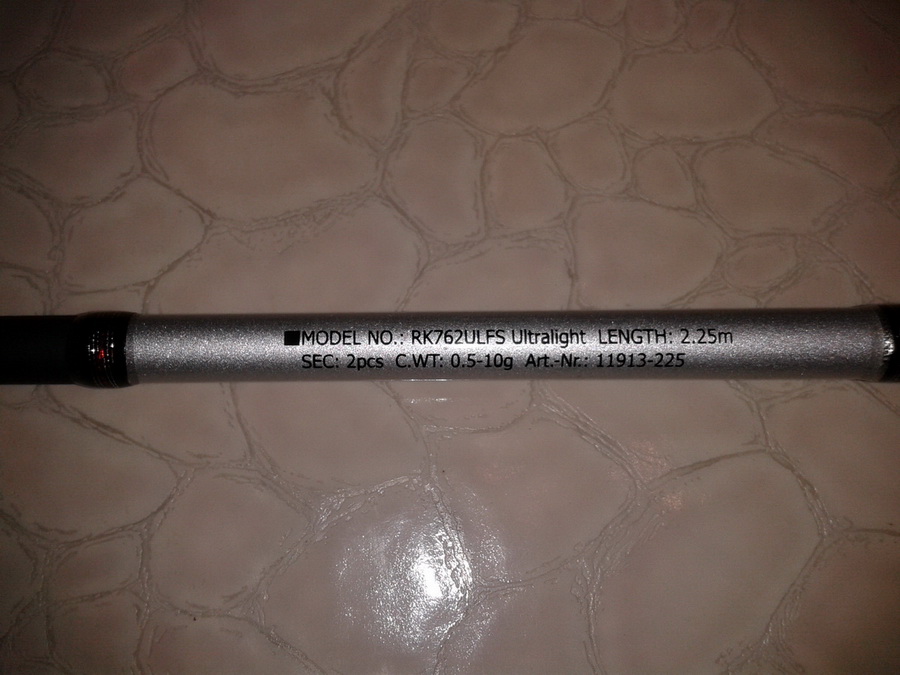 ■MODEL NO.: RK762ULFS Ultralight LENGTH: 2.25m
SEC: 2pcs C.WT: 0.5-10g Art.-Nr.: 11913-225